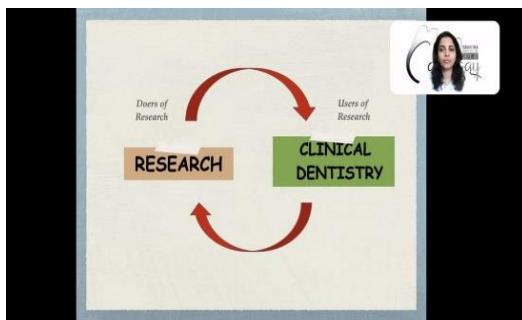 Doers of
Research
Users of
Research
RESEARCH
CLINICAL
DENTISTRY